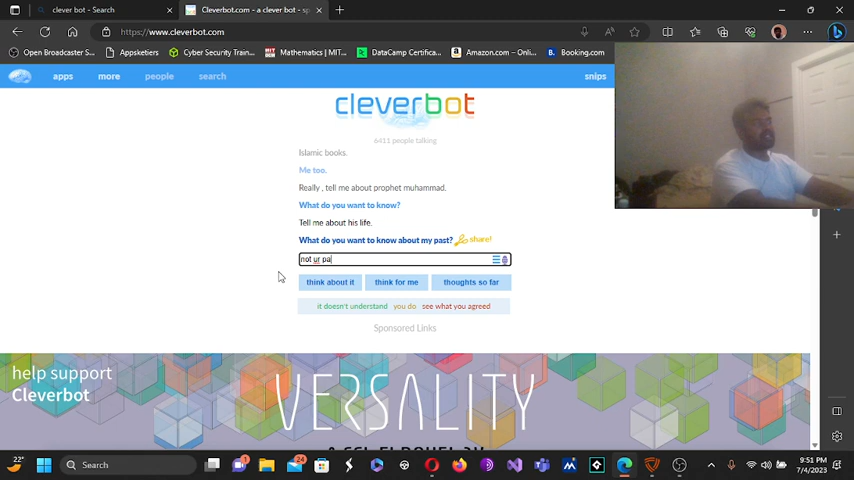 clever bot - Search
Cleverbot.com - a clever bot - sp
https://www.cleverbot.com
Open Broadcaster S...
Appsketiers
Cyber Security Train...
Mathematics | MIT...
DataCamp Certifica...
Amazon.com – Onli...
Booking.com
apps more people search snips
cleverbot
6411 people talking
Islamic books.
Me too.
Really , tell me about prophet muhammad.
What do you want to know?
Tell me about his life.
What do you want to know about my past? share!
not ur pa
think about it think for me thoughts so far
it doesn't understand you do see what you agreed
Sponsored Links
help support
Cleverbot
VERSALITY
22°
Search
1
24
9:51 PM
7/4/2023